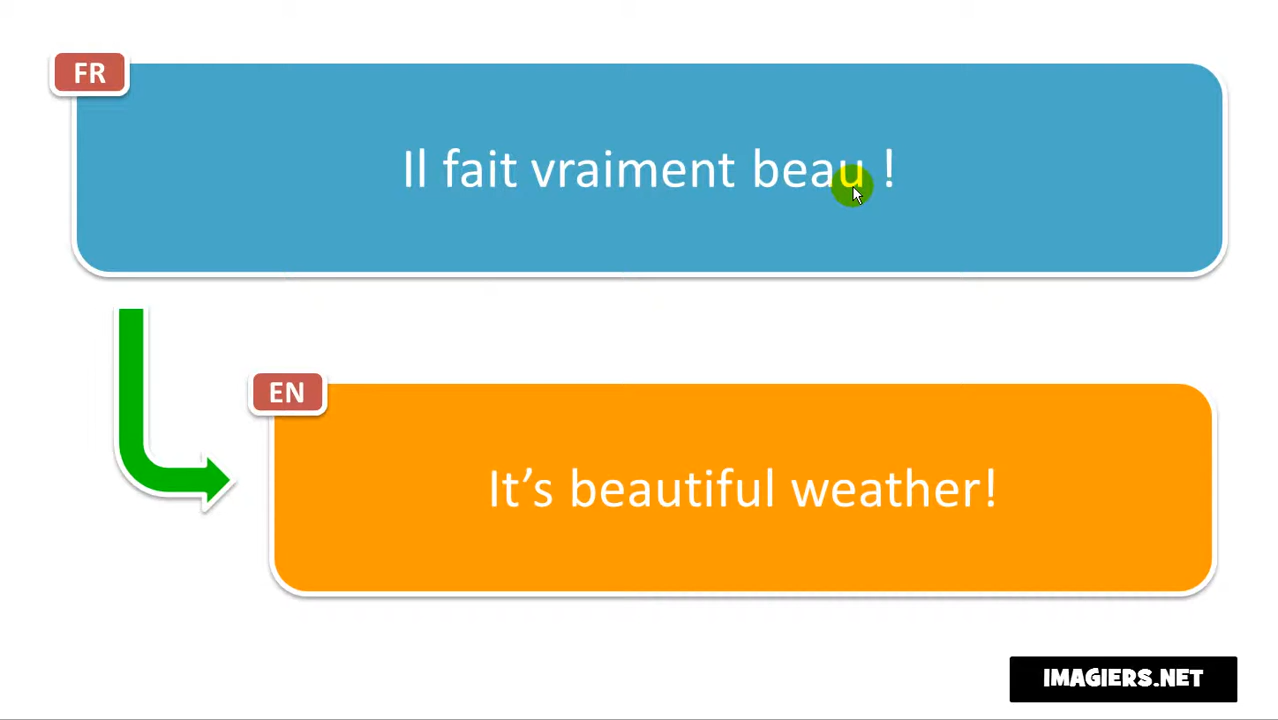 FR
Il fait vraiment beau !
EN
It’s beautiful weather!
IMAGIERS.NET